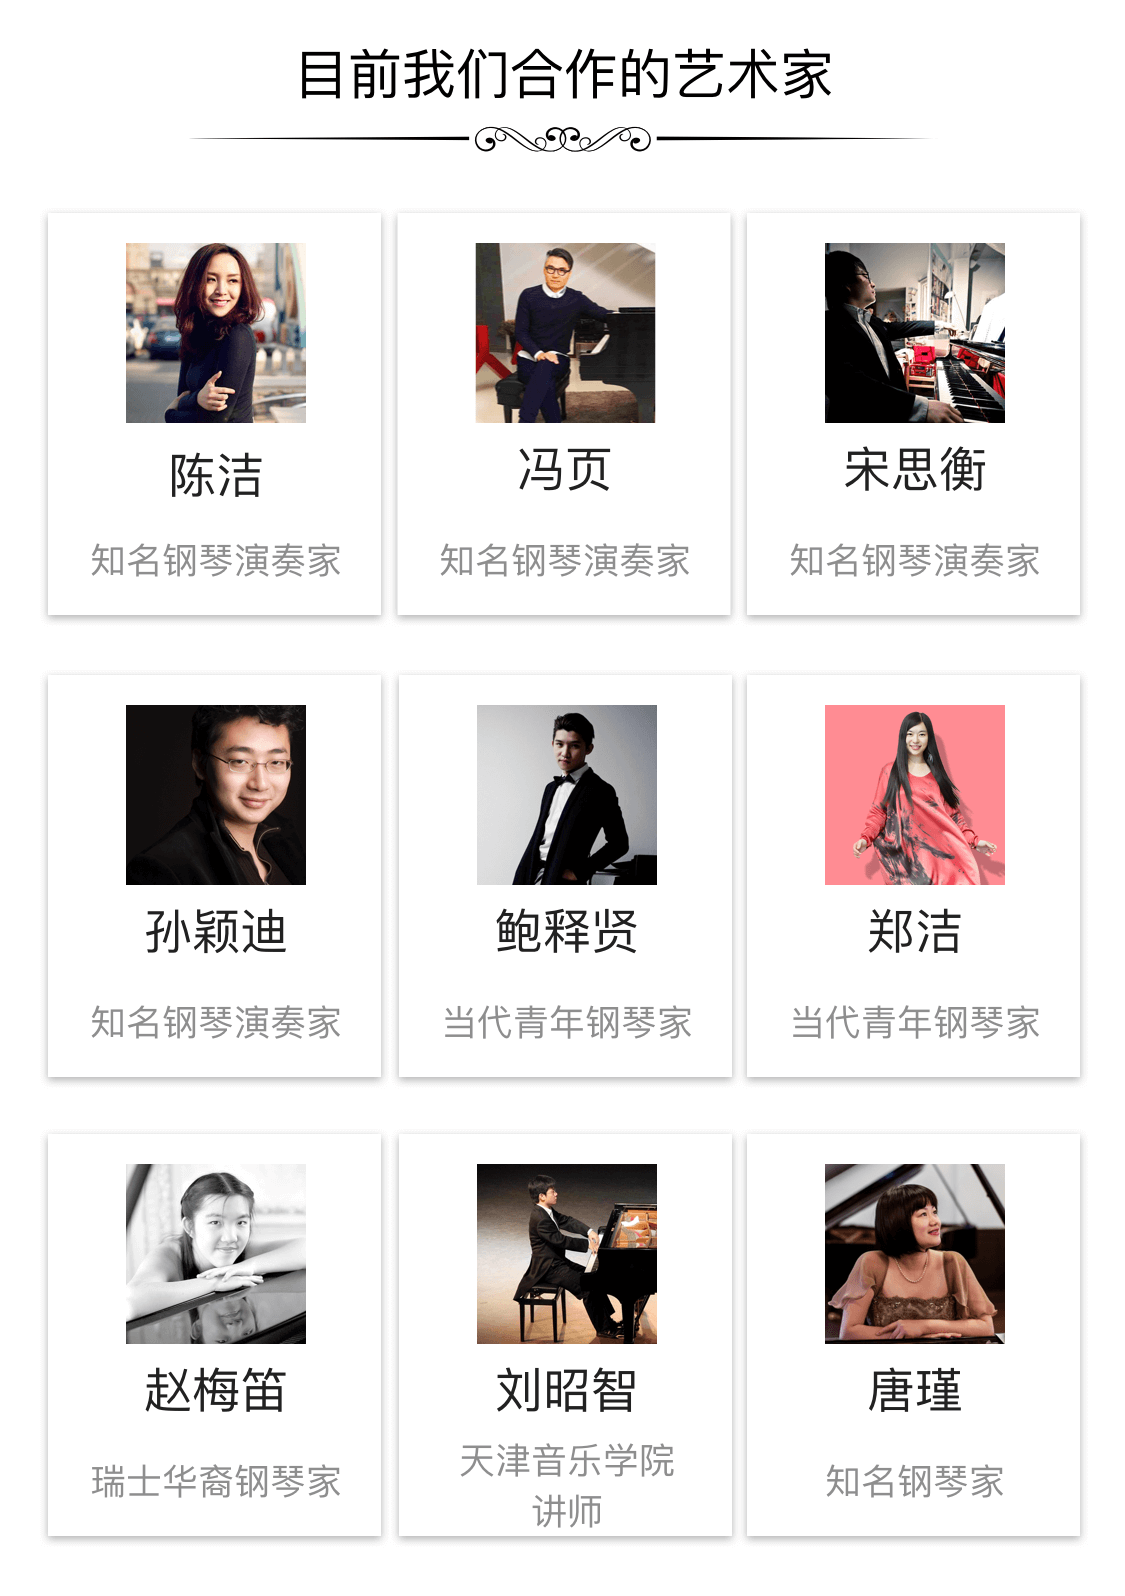 目前我们合作的艺术家
陈洁
冯页
宋思衡
知名钢琴演奏家
知名钢琴演奏家
知名钢琴演奏家
孙颖迪
鲍释贤
郑洁
知名钢琴演奏家
当代青年钢琴家
当代青年钢琴家
赵梅笛
刘昭智
唐瑾
瑞士华裔钢琴家
天津音乐学院
讲师
知名钢琴家